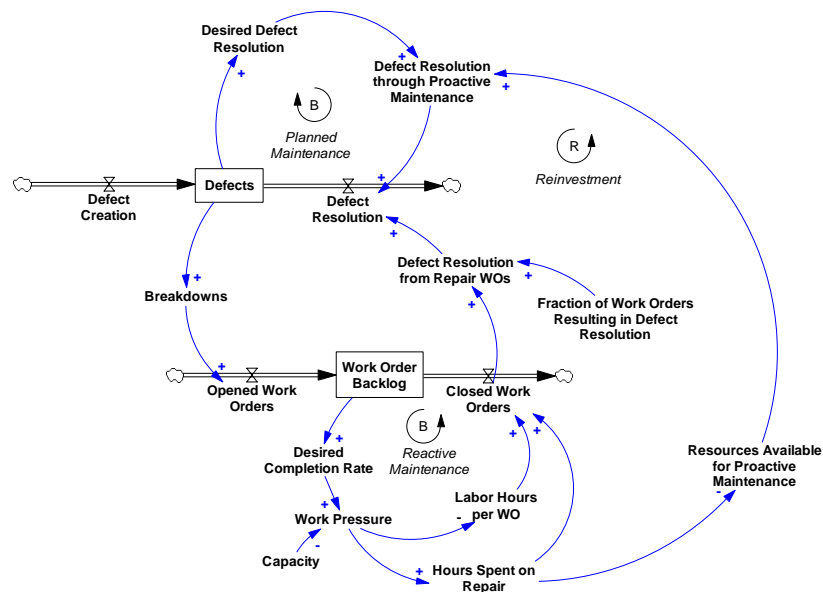 Desired Defect
Resolution
Defect Resolution
through Proactive
Maintenance
+
+
+
B
Planned
Maintenance
R
Reinvestment
Defects
+
Defect
Creation
Defect
Resolution
+
+
Defect Resolution
from Repair WOs
+
Breakdowns
Fraction of Work Orders
Resulting in Defect
Resolution
+
+
Work Order
Backlog
Opened Work
Orders
Closed Work
Orders
B
+
+
+
Reactive
Maintenance
Desired
Completion Rate
Resources Available
for Proactive
Maintenance
-
Labor Hours
per WO
-
+
Work Pressure
-
Capacity
+
Hours Spent on
Repair